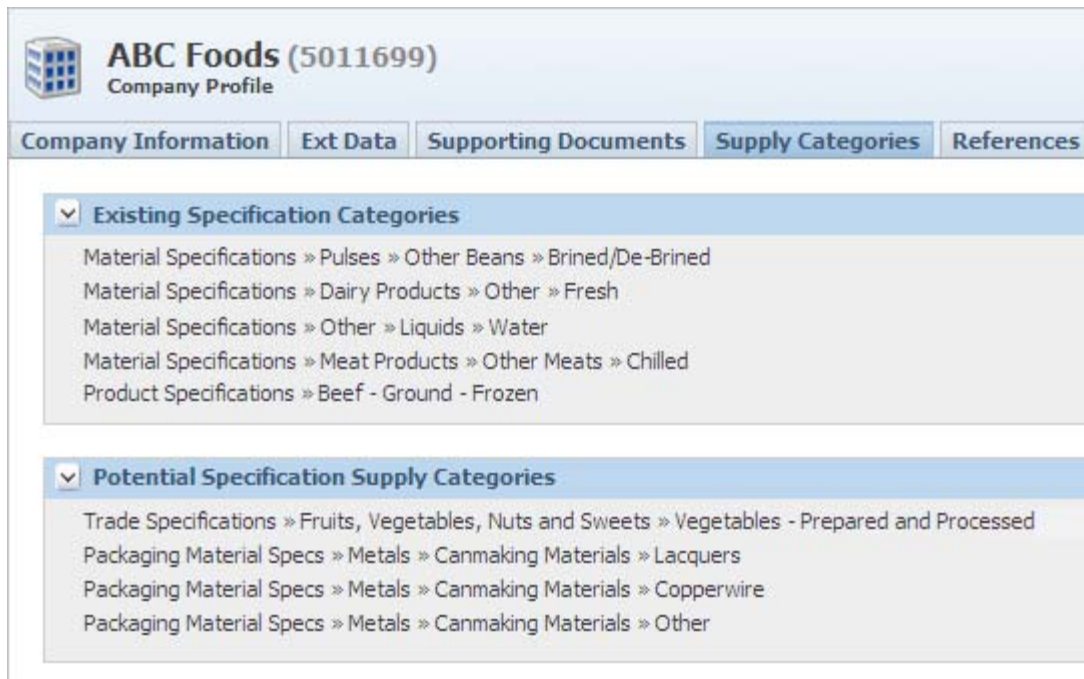 ABC Foods (5011699)
Company Profile
Company Information Ext Data Supporting Documents Supply Categories References
Existing Specification Categories
Material Specifications » Pulses » Other Beans » Brined/De-Brined
Material Specifications » Dairy Products » Other » Fresh
Material Specifications » Other » Liquids » Water
Material Specifications » Meat Products » Other Meats » Chilled
Product Specifications » Beef - Ground - Frozen
Potential Specification Supply Categories
Trade Specifications » Fruits, Vegetables, Nuts and Sweets » Vegetables - Prepared and Processed
Packaging Material Specs » Metals » Canmaking Materials » Lacquers
Packaging Material Specs » Metals » Canmaking Materials » Copperwire
Packaging Material Specs » Metals » Canmaking Materials » Other